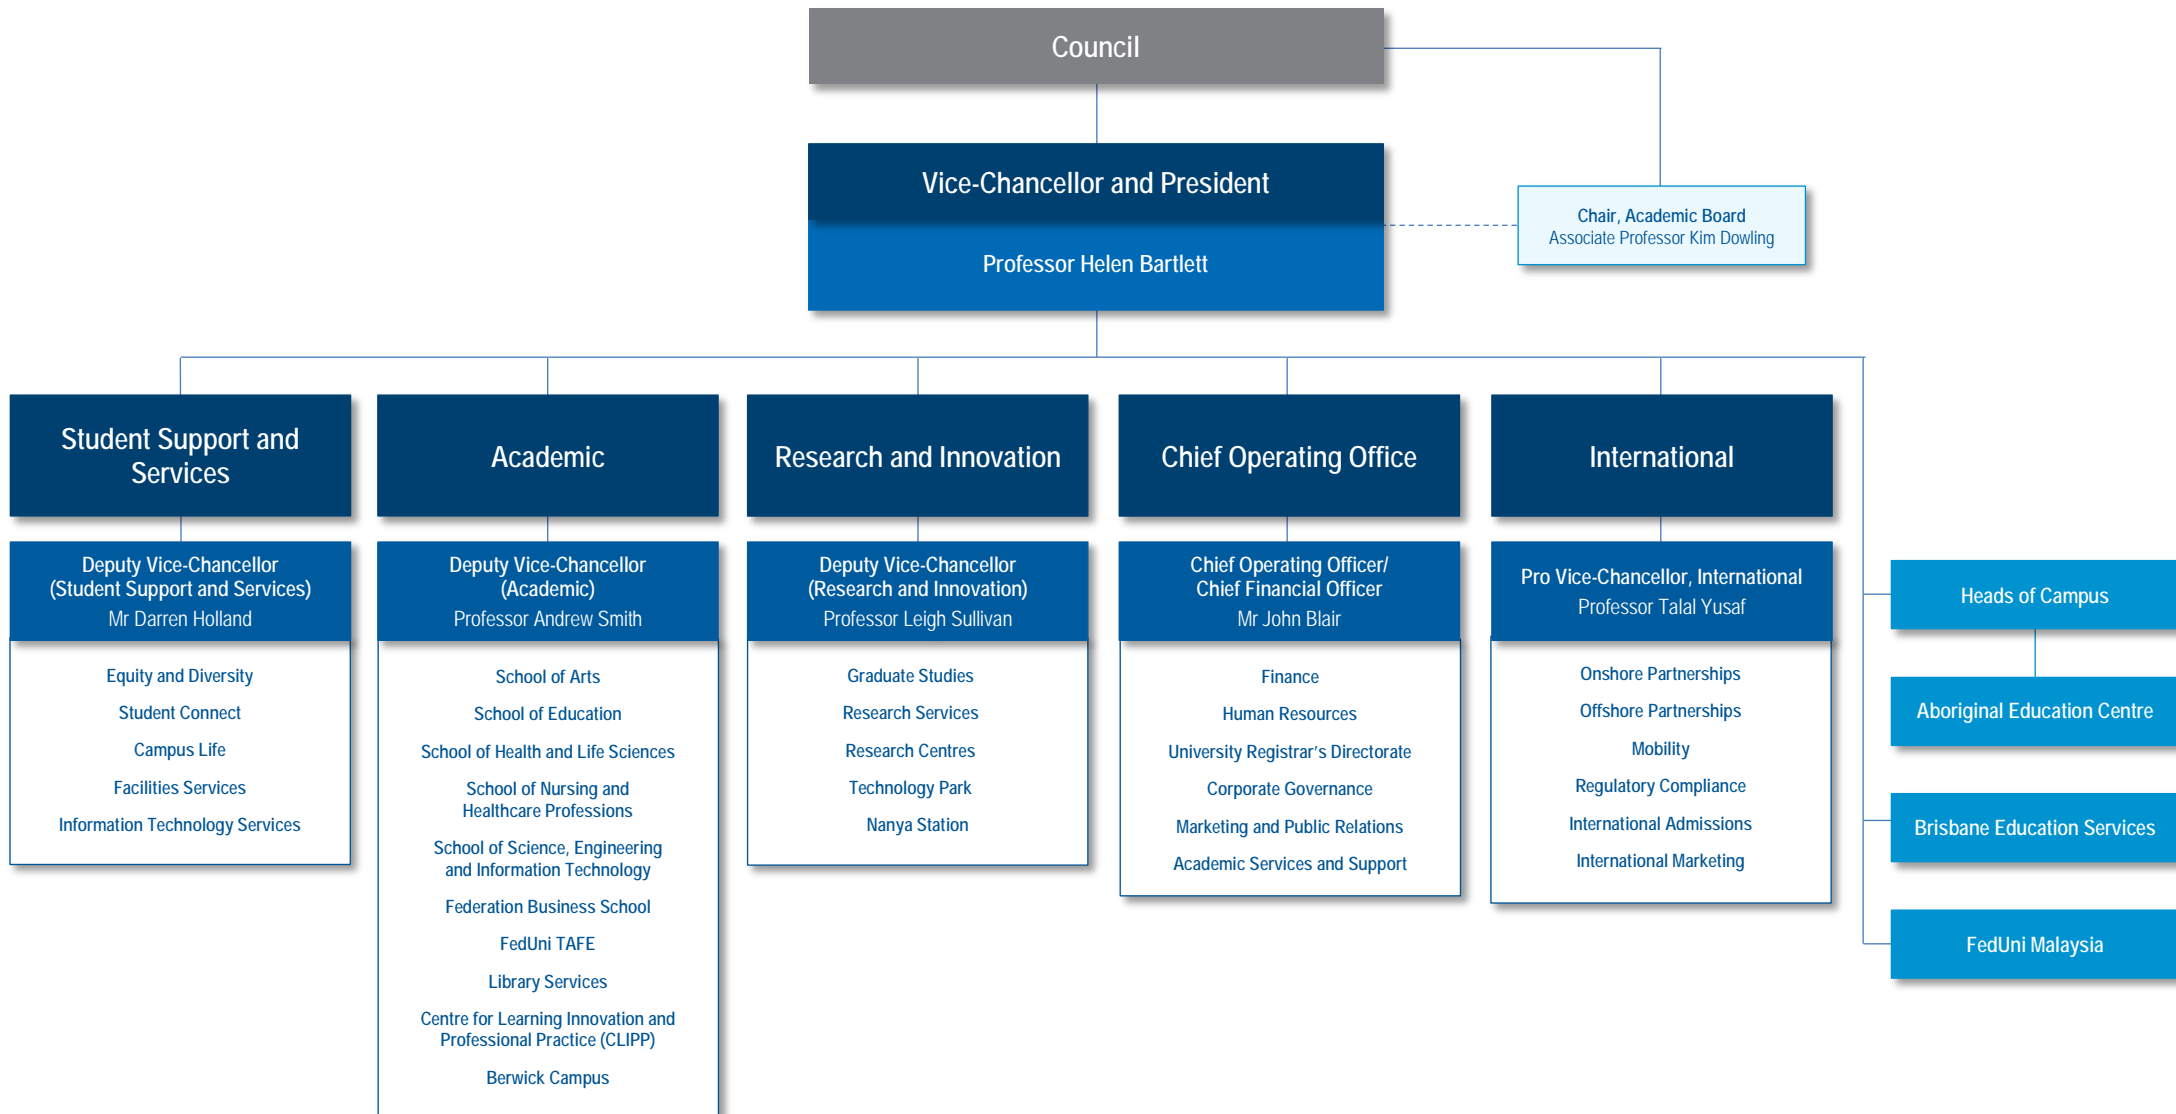 Council
Vice-Chancellor and President
Professor Helen Bartlett
Chair, Academic Board
Associate Professor Kim Dowling
Student Support and
Services
Deputy Vice-Chancellor
(Student Support and Services)
Mr Darren Holland
Equity and Diversity
Student Connect
Campus Life
Facilities Services
Information Technology Services
Academic
Deputy Vice-Chancellor
(Academic)
Professor Andrew Smith
School of Arts
School of Education
School of Health and Life Sciences
School of Nursing and
Healthcare Professions
School of Science, Engineering
and Information Technology
Federation Business School
FedUni TAFE
Library Services
Centre for Learning Innovation and
Professional Practice (CLIPP)
Berwick Campus
Research and Innovation
Deputy Vice-Chancellor
(Research and Innovation)
Professor Leigh Sullivan
Graduate Studies
Research Services
Research Centres
Technology Park
Nanya Station
Chief Operating Office
Chief Operating Officer/
Chief Financial Officer
Mr John Blair
Finance
Human Resources
University Registrar's Directorate
Corporate Governance
Marketing and Public Relations
Academic Services and Support
International
Pro Vice-Chancellor, International
Professor Talal Yusaf
Onshore Partnerships
Offshore Partnerships
Mobility
Regulatory Compliance
International Admissions
International Marketing
Heads of Campus
Aboriginal Education Centre
Brisbane Education Services
FedUni Malaysia